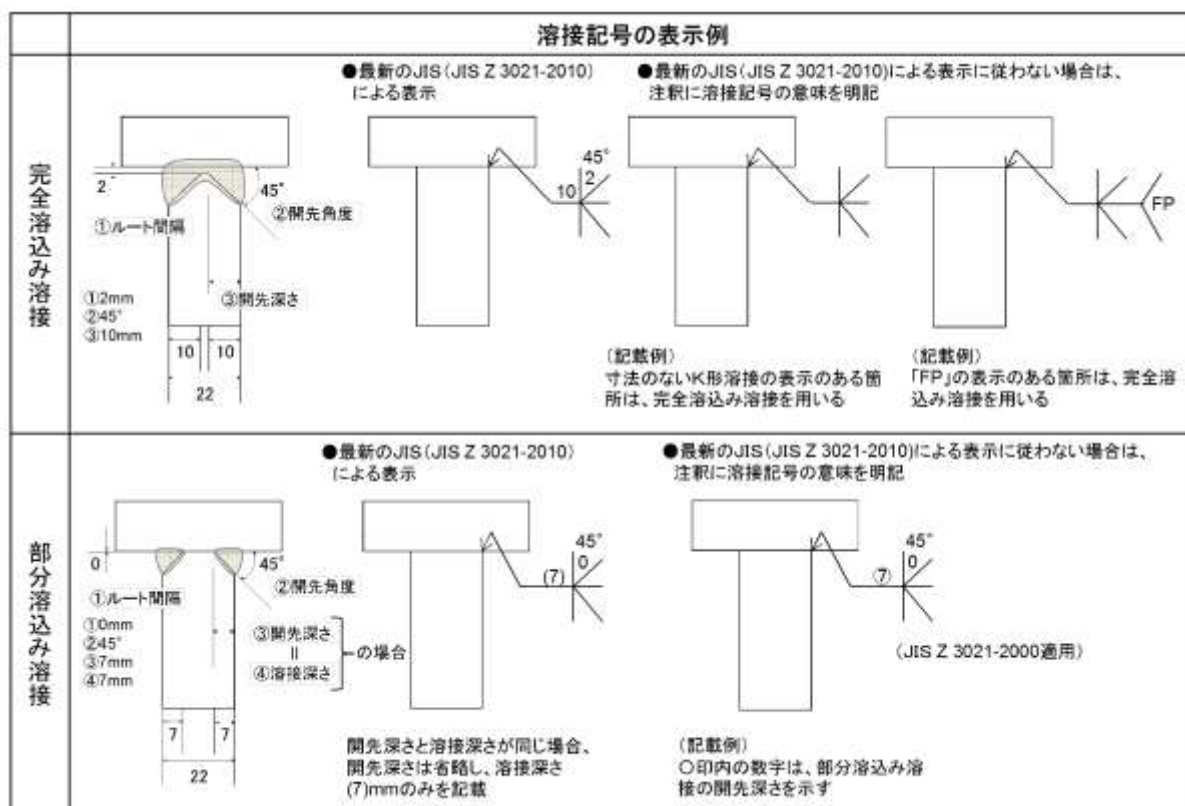 溶接記号の表示例
完全溶込み溶接
2
45°
①ルート間隔
②開先角度
③開先深さ
①2mm
②45°
③10mm
10
10
22
●最新のJIS(JIS Z 3021-2010)
による表示
45°
2
10
●最新のJIS(JIS Z 3021-2010)による表示に従わない場合は、
注釈に溶接記号の意味を明記
FP
(記載例)
寸法のないK形溶接の表示のある箇
所は、完全溶込み溶接を用いる
(記載例)
「FP」の表示のある箇所は、完全溶
込み溶接を用いる
部分溶込み溶接
0
45°
①ルート間隔
②開先角度
①0mm
②45°
③7mm
④7mm
③開先深さ
=
④溶接深さ
の場合
7
7
22
●最新のJIS(JIS Z 3021-2010)
による表示
45°
0
(7)
開先深さと溶接深さが同じ場合、
開先深さは省略し、溶接深さ
(7)mmのみを記載
●最新のJIS(JIS Z 3021-2010)による表示に従わない場合は、
注釈に溶接記号の意味を明記
45°
0
⑦
(JIS Z 3021-2000適用)
(記載例)
○印内の数字は、部分溶込み溶
接の開先深さを示す